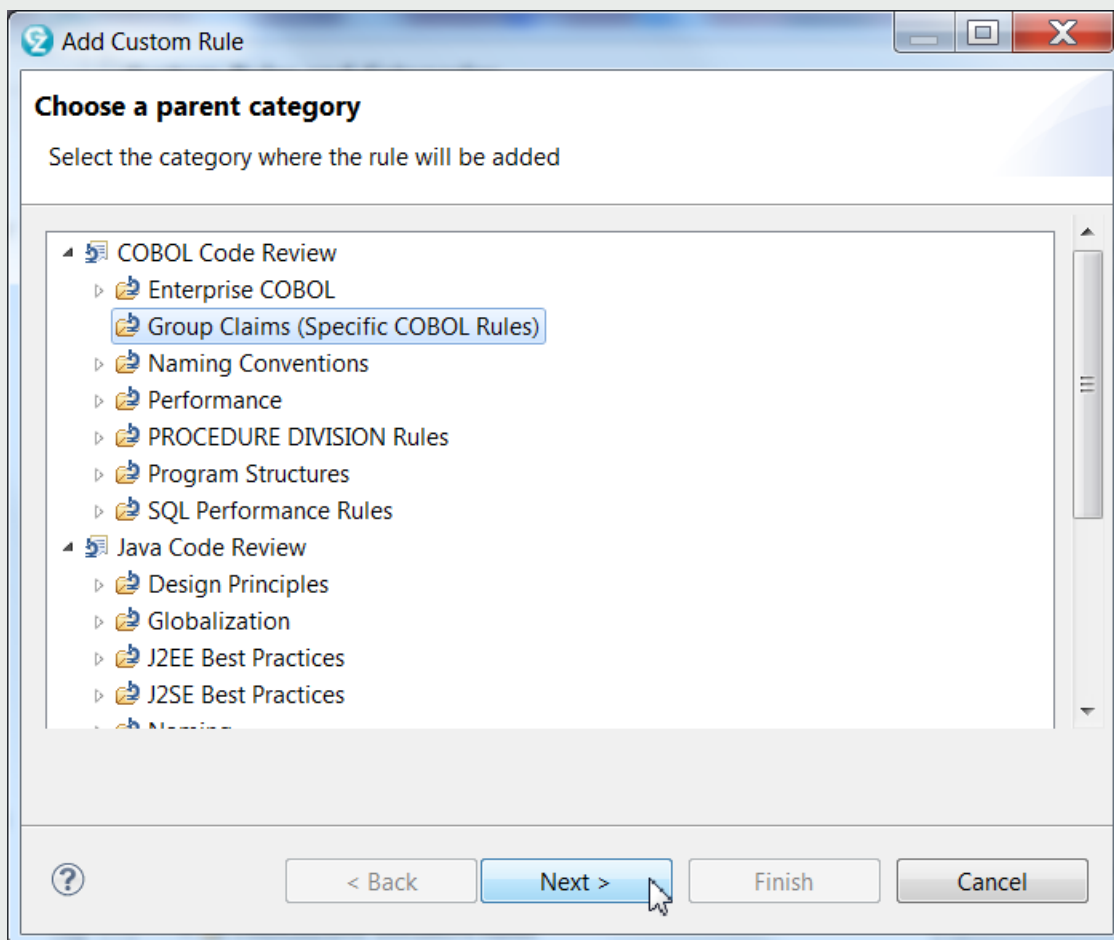 Add Custom Rule
Choose a parent category
Select the category where the rule will be added
COBOL Code Review
Enterprise COBOL
Group Claims (Specific COBOL Rules)
Naming Conventions
Performance
PROCEDURE DIVISION Rules
Program Structures
SQL Performance Rules
Java Code Review
Design Principles
Globalization
J2EE Best Practices
J2SE Best Practices
Naming
< Back Next > Finish Cancel